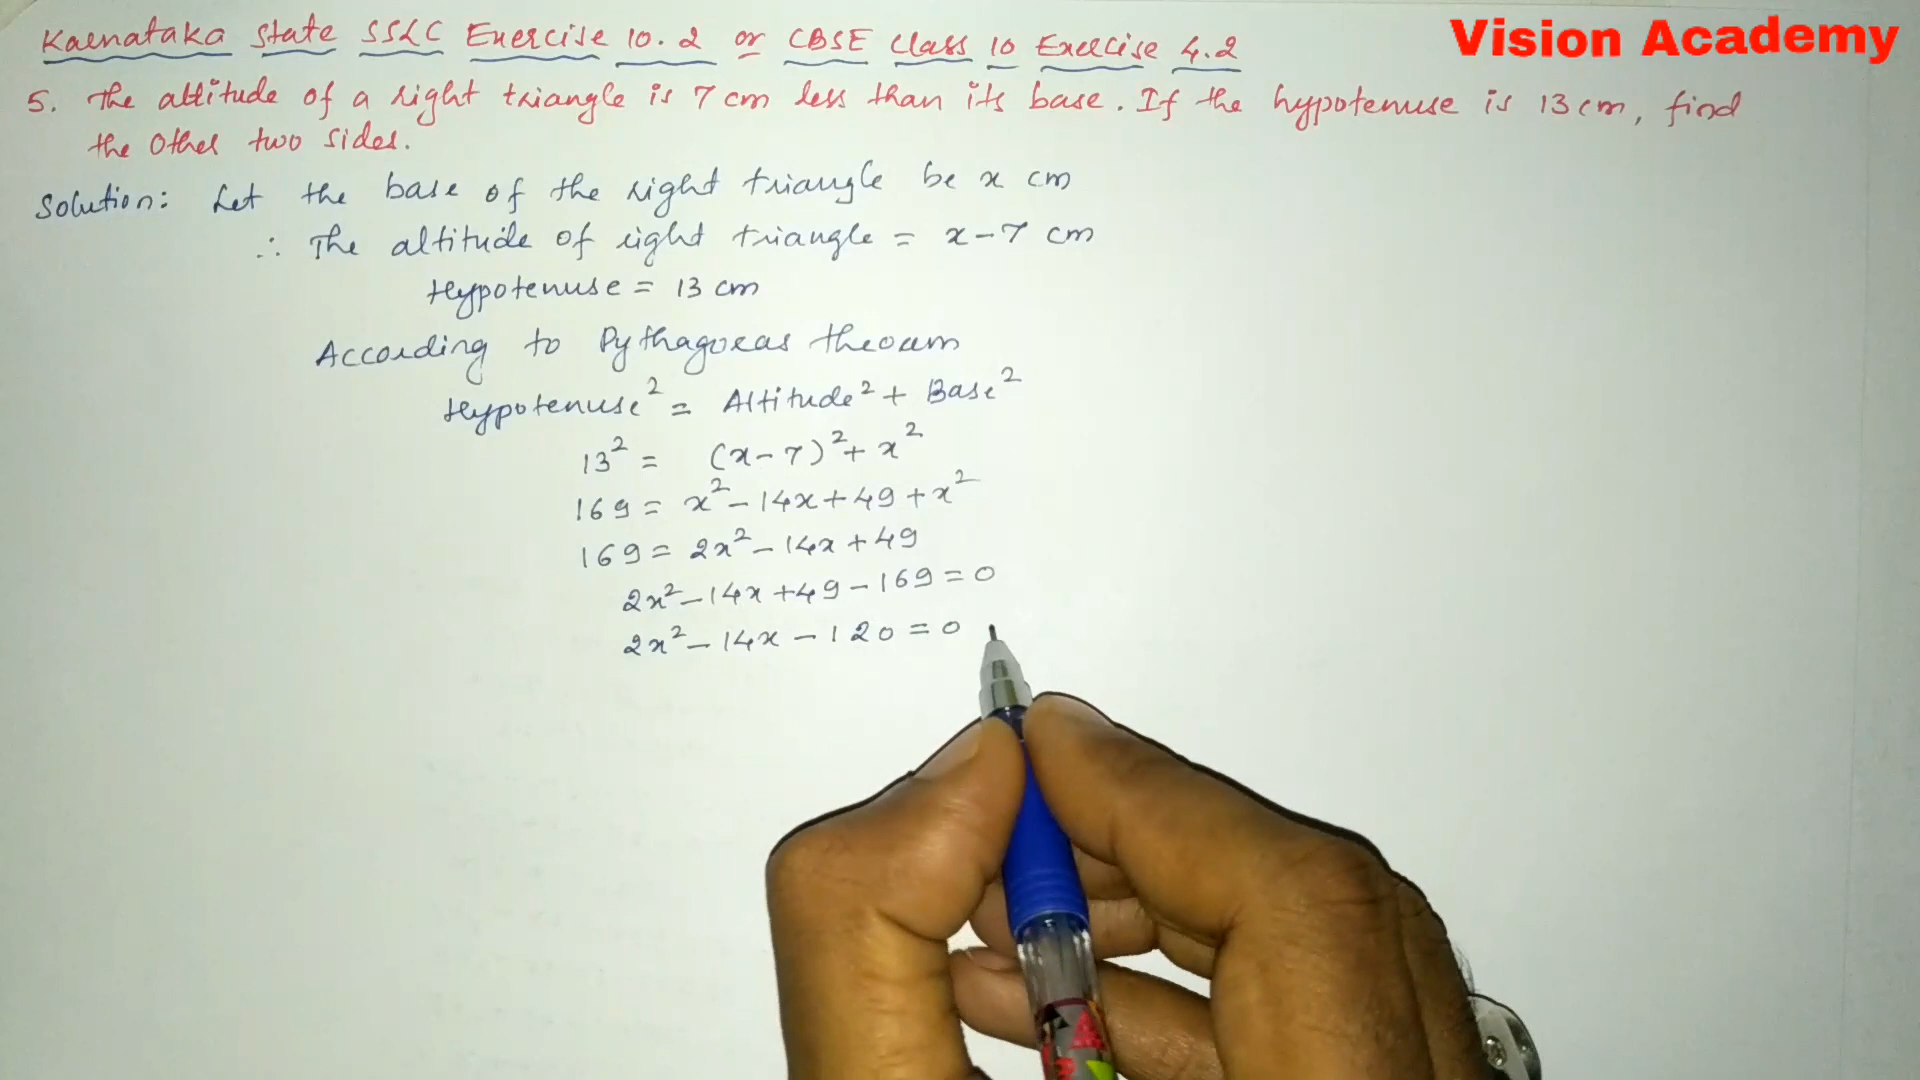 Karnataka State SSLC Exercise 10.2 or CBSE Class 10 Exercise 4.2
Vision Academy
5. The altitude of a right triangle is 7 cm less than its base. If the hypotenuse is 13 cm, find
the other two sides.
Solution: Let the base of the right triangle be x cm
∴ The altitude of right triangle = x-7 cm
Hypotenuse = 13 cm
According to Pythagoras theoram
Hypotenuse² = Altitude² + Base²
13² = (x-7)² + x²
169 = x² - 14x + 49 + x²
169 = 2x² - 14x + 49
2x² - 14x + 49 - 169 = 0
2x² - 14x - 120 = 0